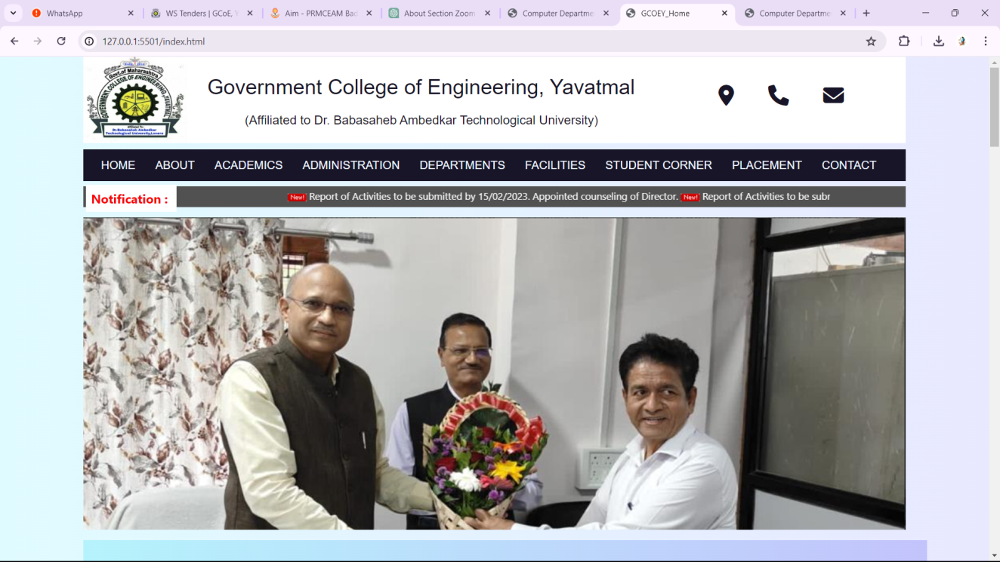 WhatsApp
WS Tenders | GCoE, Y
Aim - PRMCEAM Bad
About Section Zoom
Computer Departme
GCOEY_Home
Computer Departme
127.0.0.1:5501/index.html
Govt.of Maharashtra
GOVERNMENT COLLEGE OF ENGINEERING, YAVATMAL
Affiliated To :
Dr.Babasaheb Ambedkar
Technological University,Lonere
Government College of Engineering, Yavatmal
(Affiliated to Dr. Babasaheb Ambedkar Technological University)
HOME ABOUT ACADEMICS ADMINISTRATION DEPARTMENTS FACILITIES STUDENT CORNER PLACEMENT CONTACT
Notification : New! Report of Activities to be submitted by 15/02/2023. Appointed counseling of Director. New! Report of Activities to be subr